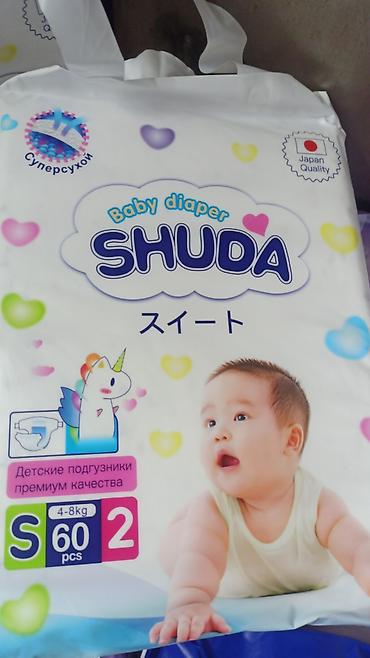 Суперсухой
Japan
Quality
Baby diaper
SHUDA
スイート
Детские подгузники
премиум качества
S
4-8kg
60
pcs
2